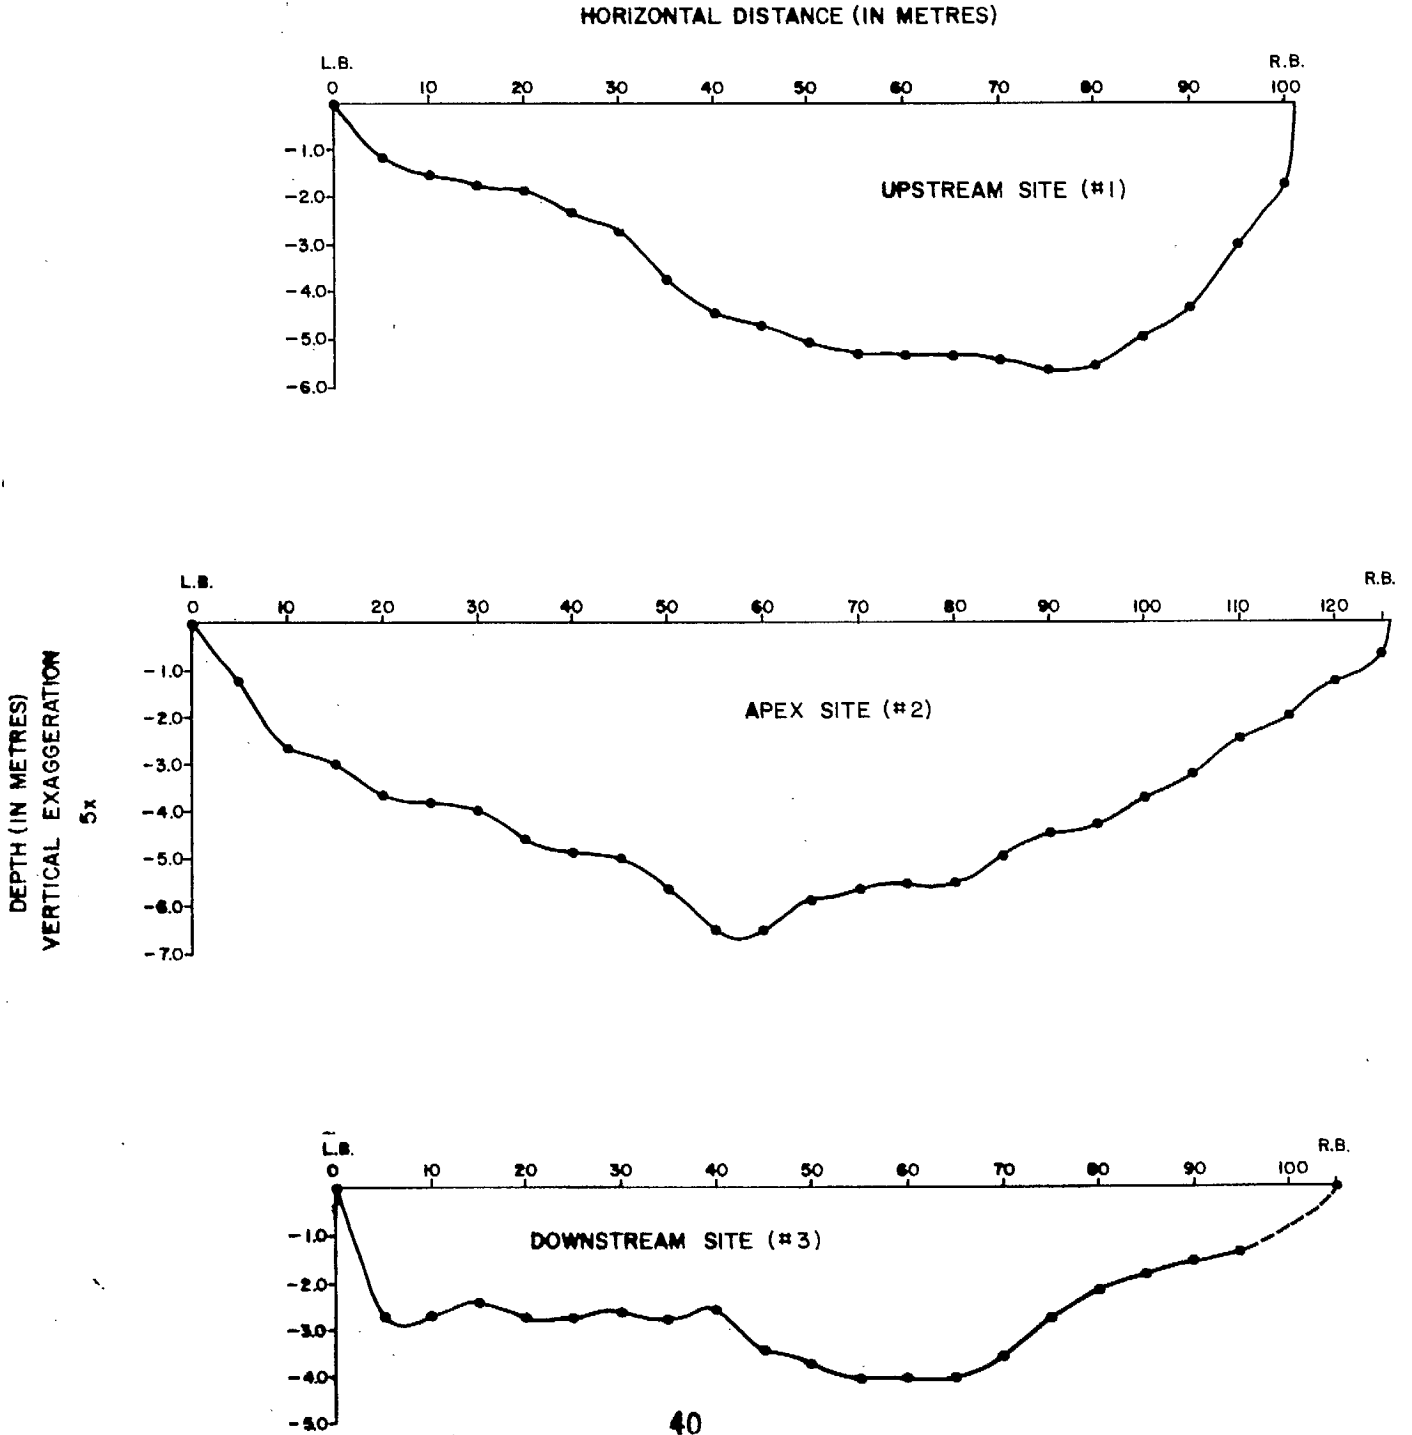 HORIZONTAL DISTANCE (IN METRES)
L.B. R.B.
0 10 20 30 40 50 60 70 80 90 100
-1.0
UPSTREAM SITE (#1)
-2.0
-3.0
-4.0
-5.0
-6.0
L.B. R.B.
0 10 20 30 40 50 60 70 80 90 100 110 120
-1.0
APEX SITE (#2)
-2.0
-3.0
-4.0
-5.0
-6.0
-7.0
DEPTH (IN METRES)
VERTICAL EXAGGERATION
5x
L.B. R.B.
0 10 20 30 40 50 60 70 80 90 100
-1.0
DOWNSTREAM SITE (#3)
-2.0
-3.0
-4.0
-5.0
40